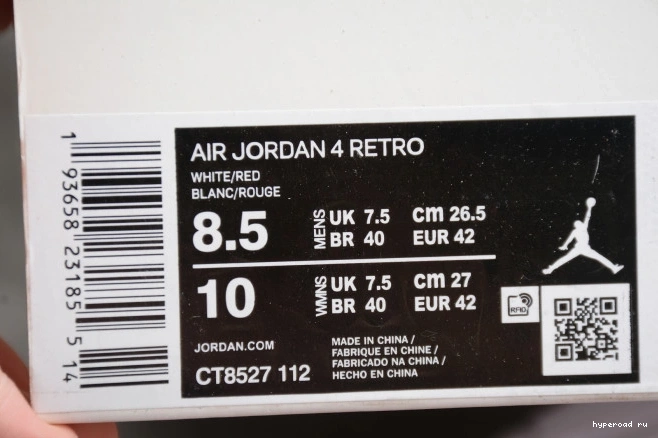 1 93658 23185 5 14
AIR JORDAN 4 RETRO
WHITE/RED
BLANC/ROUGE
8.5 MENS UK 7.5 cm 26.5
BR 40 EUR 42
10 WMNS UK 7.5 cm 27
BR 40 EUR 42
RFID
JORDAN.COM
CT8527 112
MADE IN CHINA /
FABRIQUE EN CHINE /
FABRICADO NA CHINA /
HECHO EN CHINA
hyperoad ru